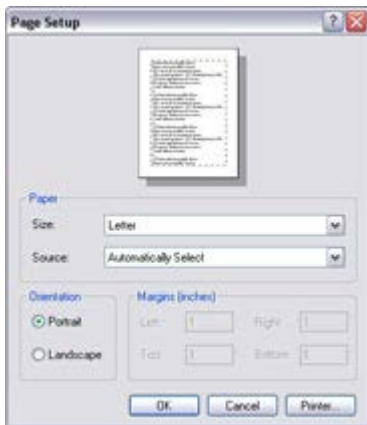 Page Setup
Paper
Size: Letter
Source: Automatically Select
Orientation
Portrait
Landscape
Margins (inches)
Left: 1 Right: 1
Top: 1 Bottom: 1
OK Cancel Printer...